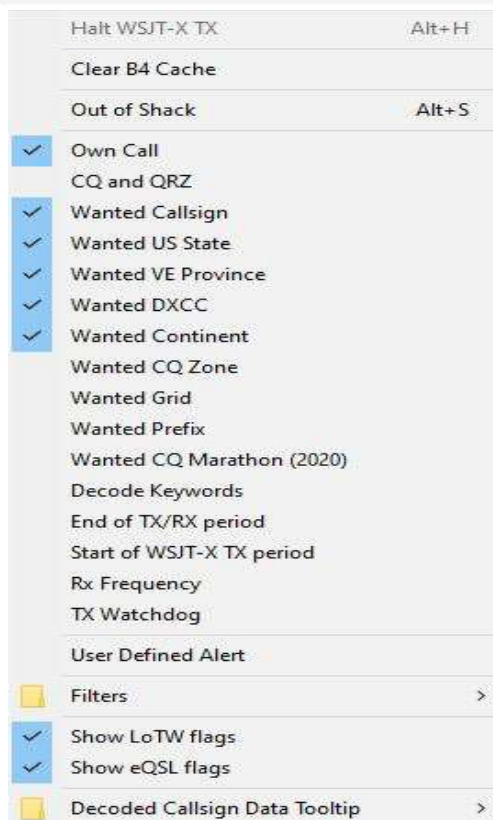 Halt WSJT-X TX Alt+H
Clear B4 Cache
Out of Shack Alt+S
Own Call
CQ and QRZ
Wanted Callsign
Wanted US State
Wanted VE Province
Wanted DXCC
Wanted Continent
Wanted CQ Zone
Wanted Grid
Wanted Prefix
Wanted CQ Marathon (2020)
Decode Keywords
End of TX/RX period
Start of WSJT-X TX period
Rx Frequency
TX Watchdog
User Defined Alert
Filters >
Show LoTW flags
Show eQSL flags
Decoded Callsign Data Tooltip >